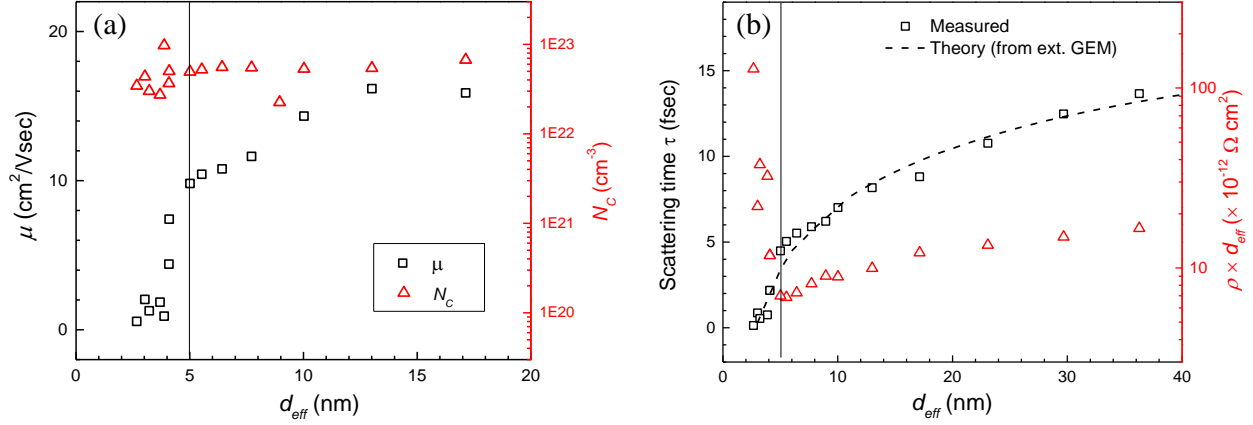 (a)
20
10
0
μ (cm²/Vsec)
1E23
1E22
1E21
1E20
N_C (cm⁻³)
μ
N_C
0 5 10 15 20
d_eff (nm)
(b)
Measured
Theory (from ext. GEM)
15
10
5
0
Scattering time τ (fsec)
100
10
ρ × d_eff (× 10⁻¹² Ω cm²)
0 10 20 30 40
d_eff (nm)